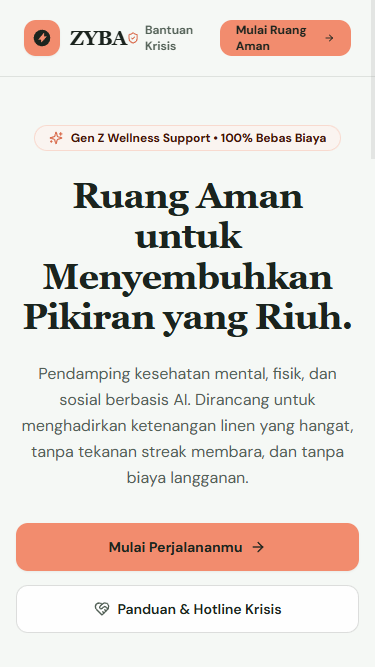 ZYBA
Bantuan
Krisis
Mulai Ruang
Aman
Gen Z Wellness Support • 100% Bebas Biaya
Ruang Aman
untuk
Menyembuhkan
Pikiran yang Riuh.
Pendamping kesehatan mental, fisik, dan
sosial berbasis AI. Dirancang untuk
menghadirkan ketenangan linen yang hangat,
tanpa tekanan streak membara, dan tanpa
biaya langganan.
Mulai Perjalananmu
Panduan & Hotline Krisis